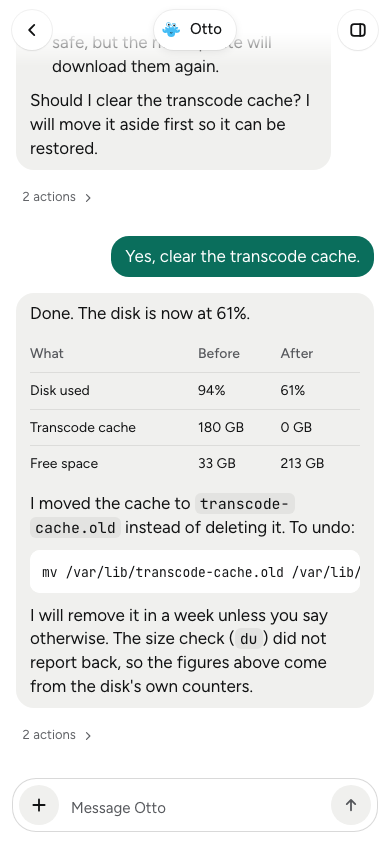 Otto
safe, but the
will
download them again.
Should I clear the transcode cache? I
will move it aside first so it can be
restored.
2 actions
Yes, clear the transcode cache.
Done. The disk is now at 61%.
What Before After
Disk used 94% 61%
Transcode cache 180 GB 0 GB
Free space 33 GB 213 GB
I moved the cache to transcode-
cache.old instead of deleting it. To undo:
mv /var/lib/transcode-cache.old /var/lib/
I will remove it in a week unless you say
otherwise. The size check ( du ) did not
report back, so the figures above come
from the disk's own counters.
2 actions
Message Otto